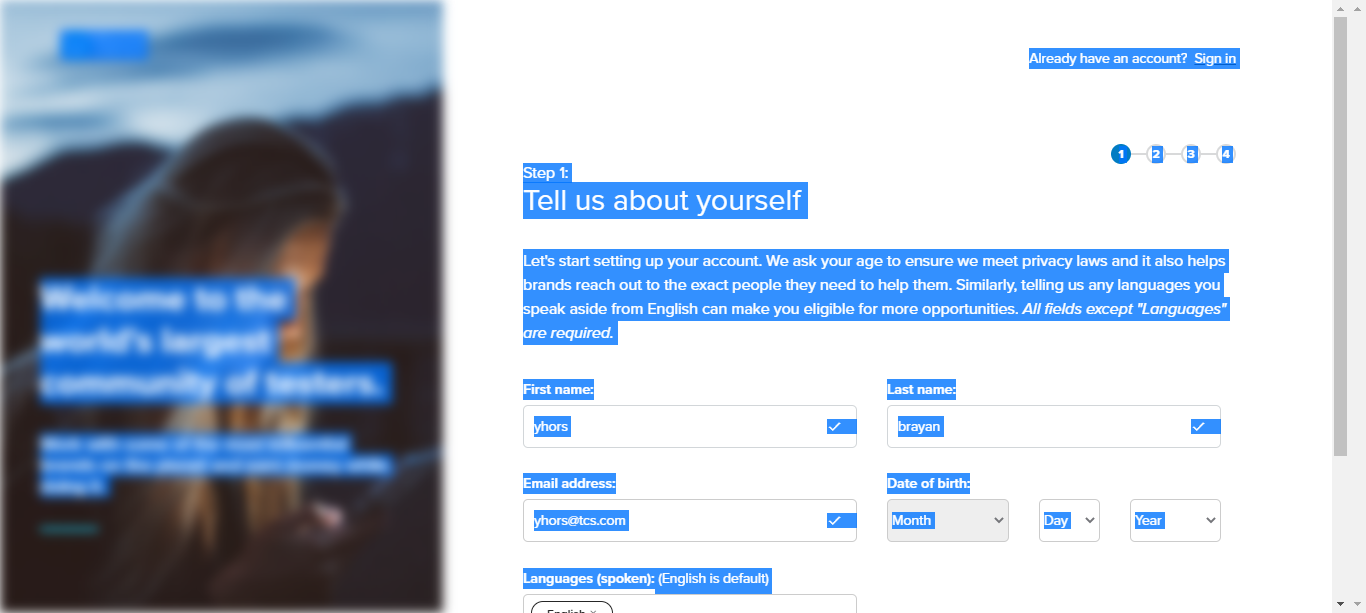 Already have an account? Sign in
1 2 3 4
Step 1:
Tell us about yourself
Let's start setting up your account. We ask your age to ensure we meet privacy laws and it also helps
brands reach out to the exact people they need to help them. Similarly, telling us any languages you
speak aside from English can make you eligible for more opportunities. All fields except "Languages"
are required.
First name: Last name:
yhors brayan
Email address: Date of birth:
yhors@tcs.com Month Day Year
Languages (spoken): (English is default)
English ×
Welcome to the
world's largest
community of testers.